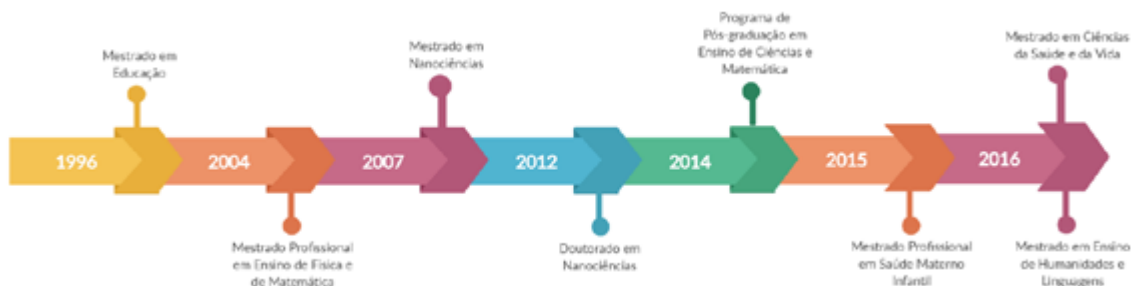 Mestrado em
Educação
Mestrado em
Nanociências
Programa de
Pós-graduação em
Ensino de Ciências e
Matemática
Mestrado em Ciências
da Saúde e da Vida
1996
2004
2007
2012
2014
2015
2016
Mestrado Profissional
em Ensino de Física e
de Matemática
Doutorado em
Nanociências
Mestrado Profissional
em Saúde Materno
Infantil
Mestrado em Ensino
de Humanidades e
Linguagens